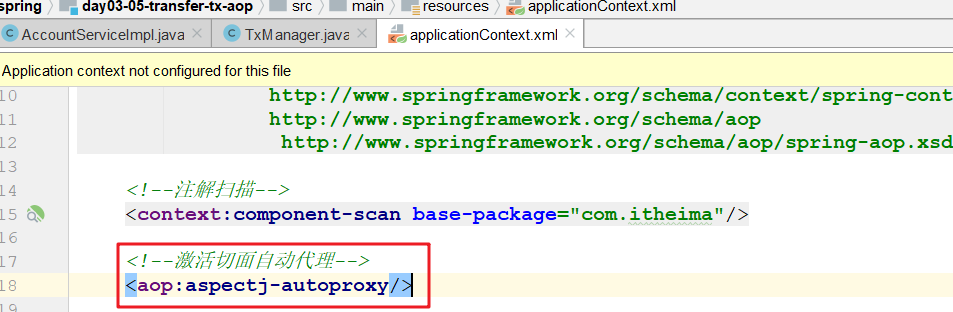 spring day03-05-transfer-tx-aop src main resources applicationContext.xml
AccountServiceImpl.java TxManager.java applicationContext.xml
Application context not configured for this file
10 http://www.springframework.org/schema/context/spring-cont
11 http://www.springframework.org/schema/aop
12 http://www.springframework.org/schema/aop/spring-aop.xsd
13
14 <!--注解扫描-->
15 <context:component-scan base-package="com.itheima"/>
16
17 <!--激活切面自动代理-->
18 <aop:aspectj-autoproxy/>
19